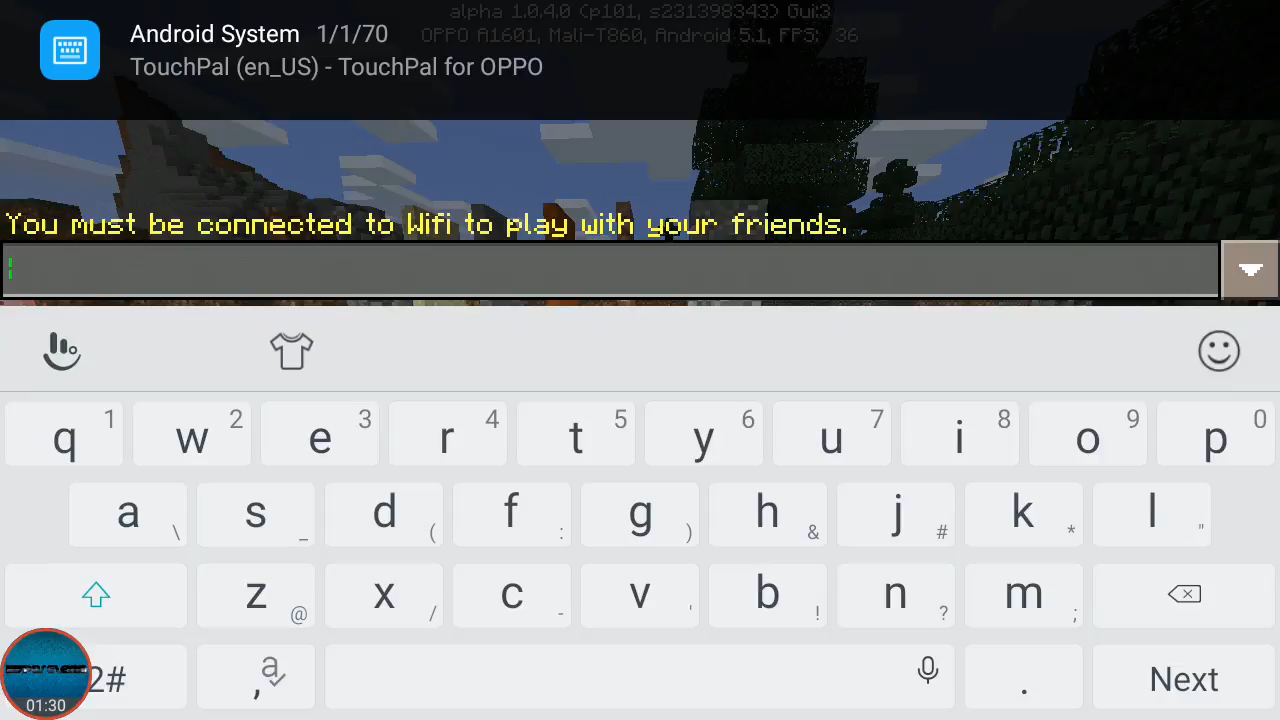 alpha 1.0.4.0 (p101, s231398343) Gui:3
Android System 1/1/70
OPPO A1601, Mali-T860, Android 5.1, FPS: 36
TouchPal (en_US) - TouchPal for OPPO
You must be connected to Wifi to play with your friends.
q 1 w 2 e 3 r 4 t 5 y 6 u 7 i 8 o 9 p 0
a \ s _ d ( f : g ) h & j # k * l "
z @ x / c - v ' b ! n ? m ;
2# , a . Next
01:30